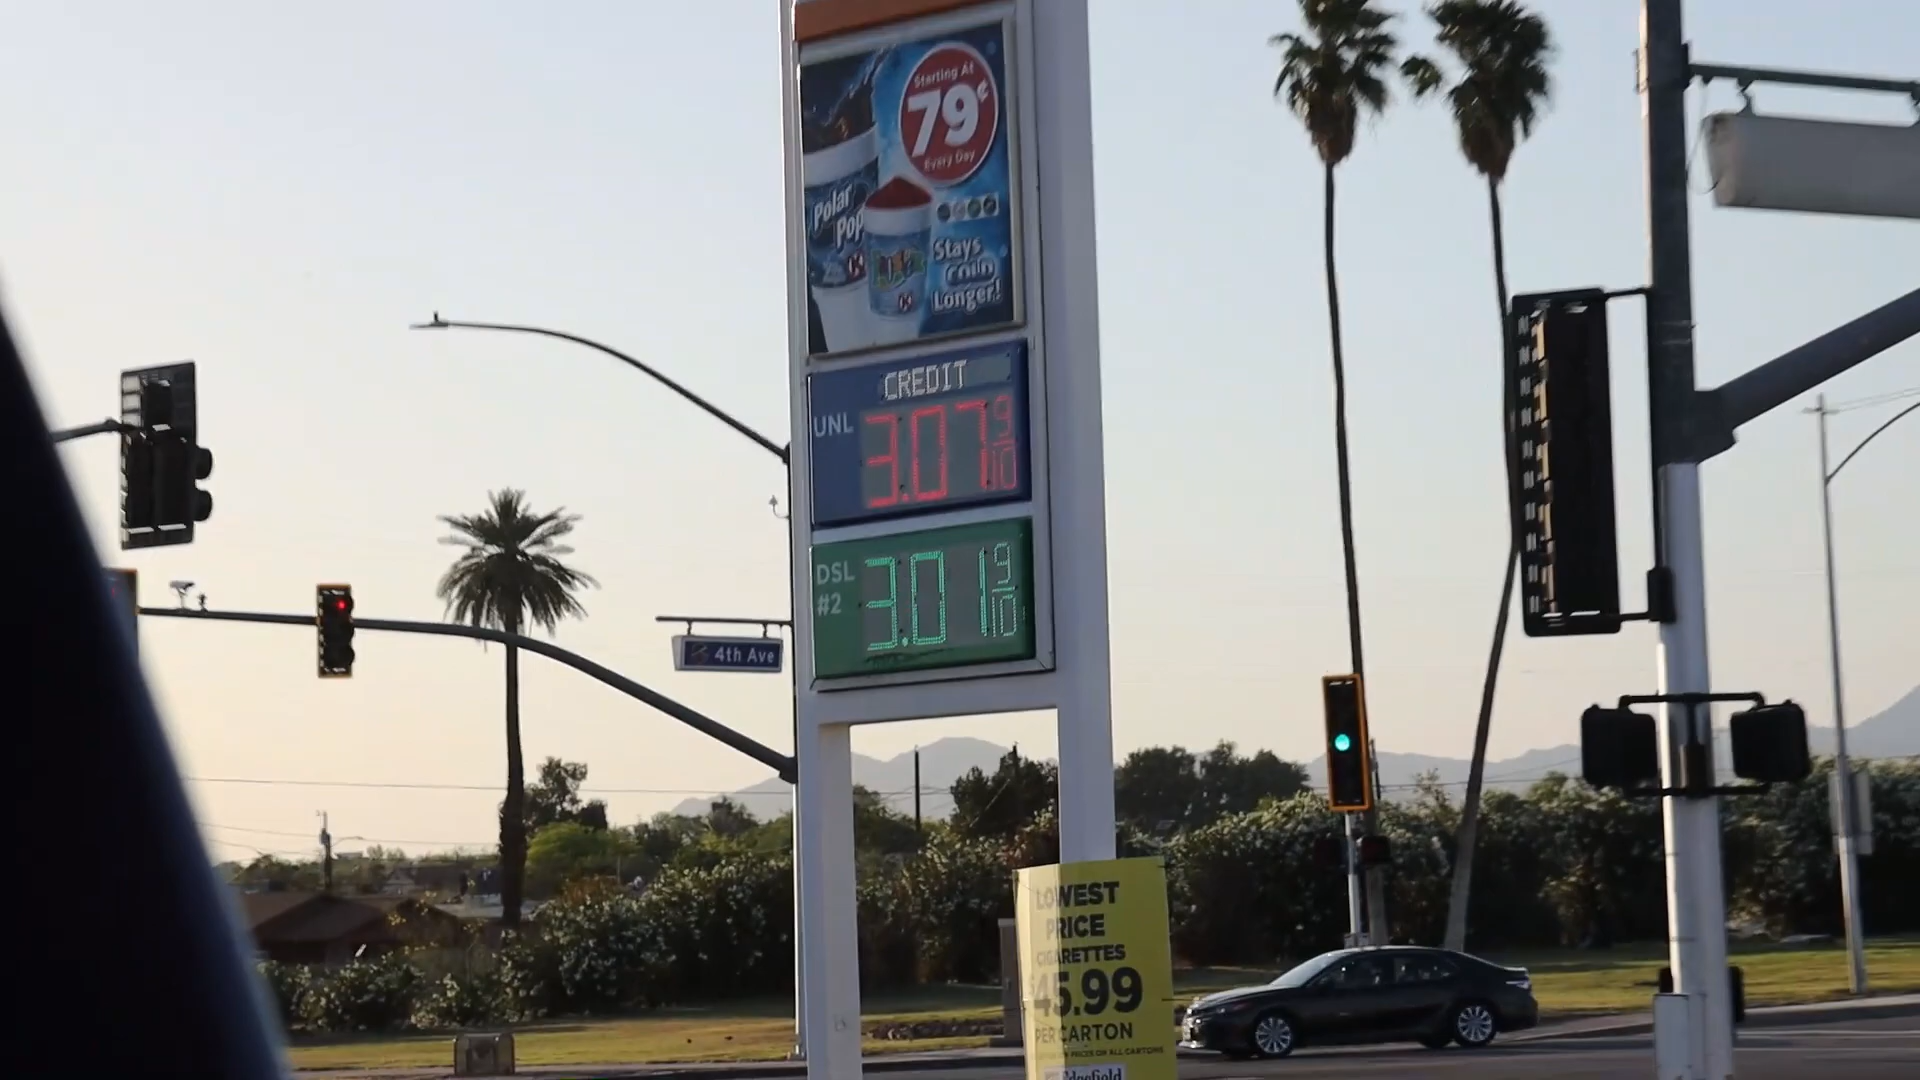 Starting At
79¢
Every Day
Polar
Pop
Stays
Longer!
CREDIT
UNL
3.07 9/10
DSL
#2
3.01 9/10
4th Ave
LOWEST
PRICE
CIGARETTES
$45.99
PER CARTON
Edgefield